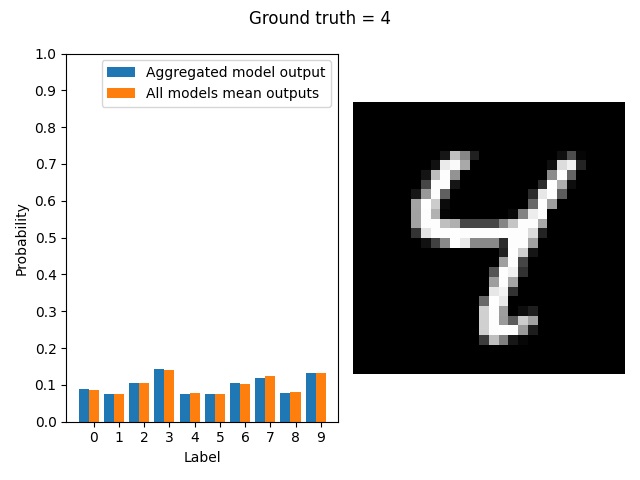 Ground truth = 4
1.0
0.9
0.8
0.7
0.6
0.5
0.4
0.3
0.2
0.1
0.0
Probability
Aggregated model output
All models mean outputs
0 1 2 3 4 5 6 7 8 9
Label
4